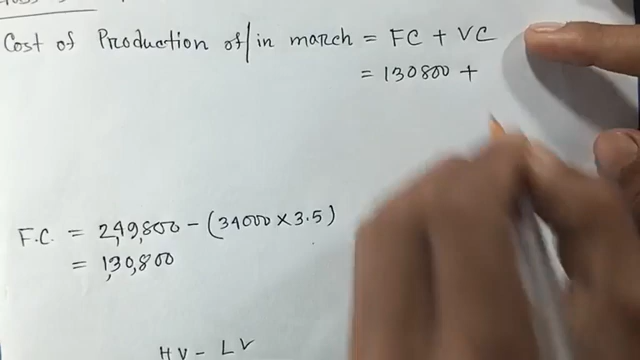 Cost of Production of/in march = FC + VC
= 130800 +
F.C. = 2,49,800 - (34000 × 3.5)
= 1,30,800
HV - LV